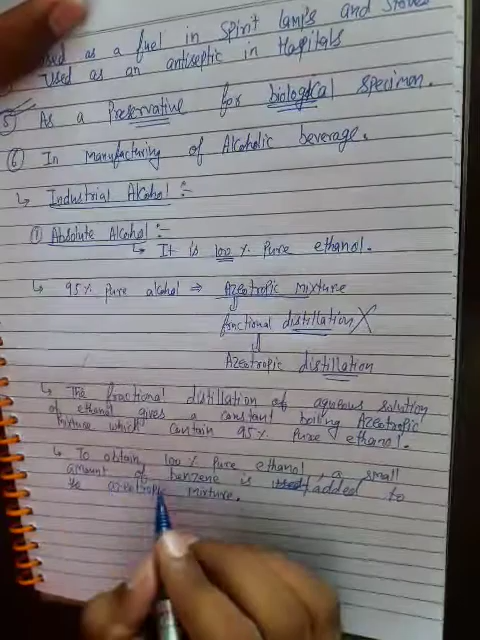 used as a fuel in Spirit lamps and Stoves
Used as an antiseptic in Hospitals
⑤ As a Preservative for biological Specimen.
⑥ In Manufacturing of Alcoholic beverage.
↳ Industrial Alcohol :-
① Absolute Alcohol :-
↳ It is 100 % Pure ethanol.
↳ 95% Pure alcohol ⇒ Azeotropic mixture
fractional distillation X
Azeotropic distillation
↳ The fractional distillation of aqueous solution
of ethanol gives a constant boiling Azeotropic
mixture which contain 95% Pure ethanol.
↳ To obtain 100% Pure ethanol, a small
amount of benzene is added to
the azeotropic mixture.